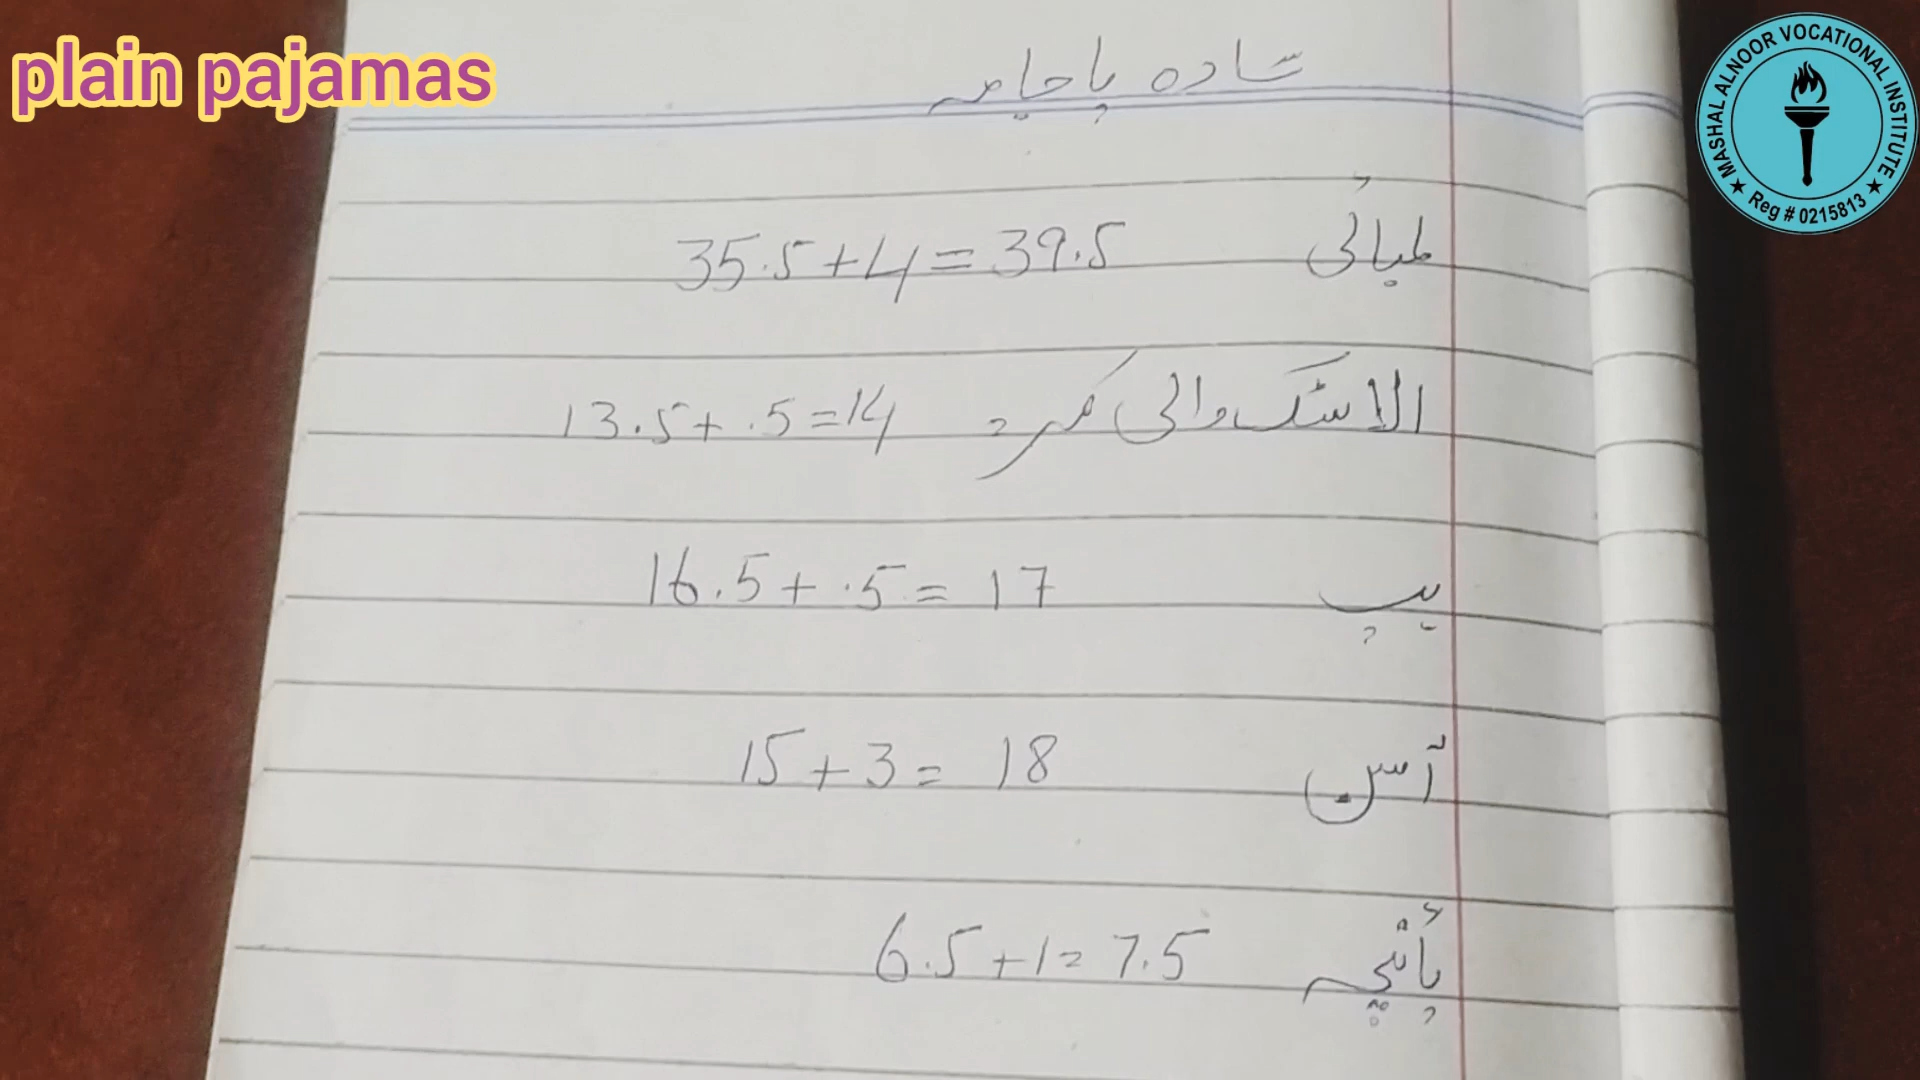 plain pajamas
MASHAL ALNOOR VOCATIONAL INSTITUTE
Reg # 0215813
سادہ پاجامہ
لمبائی 35.5+4=39.5
الاسٹک والی کمر 13.5+.5=14
ہپ 16.5+.5=17
آسن 15+3=18
پائنچہ 6.5+1=7.5